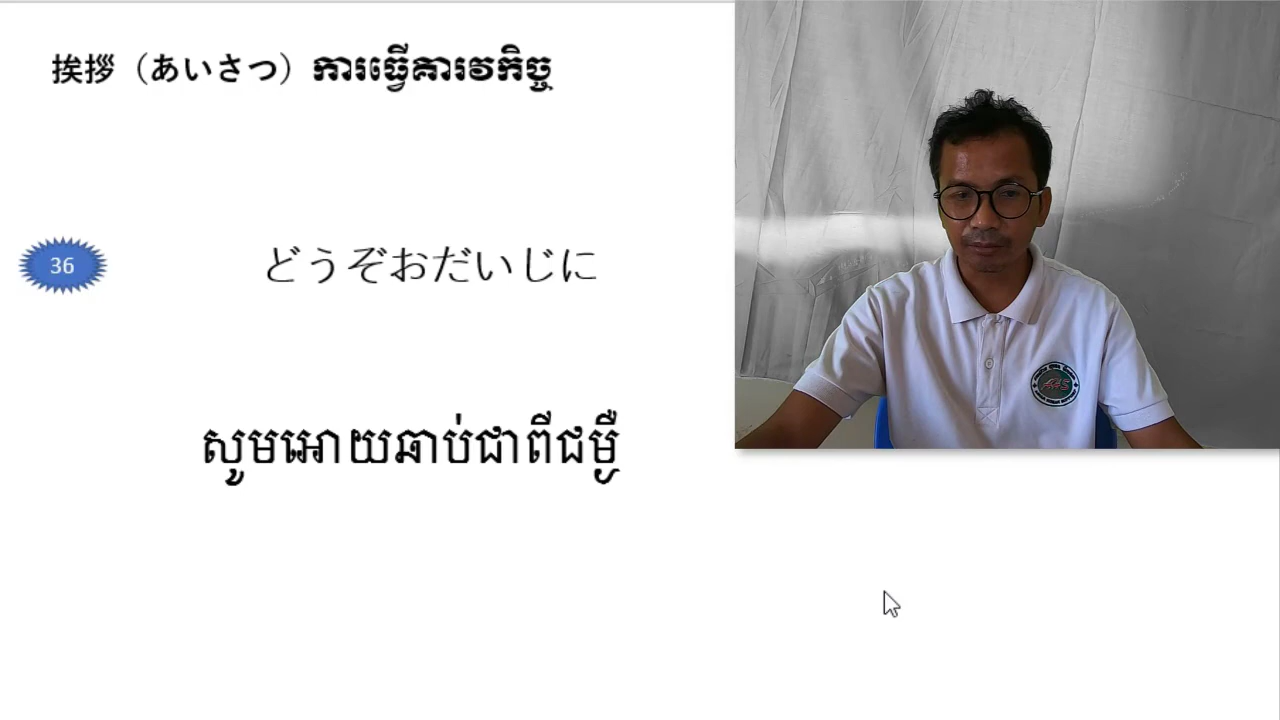 挨拶（あいさつ）ការធ្វើគារវកិច្ច
36
どうぞおだいじに
សូមអោយឆាប់ជាពីជម្ងឺ